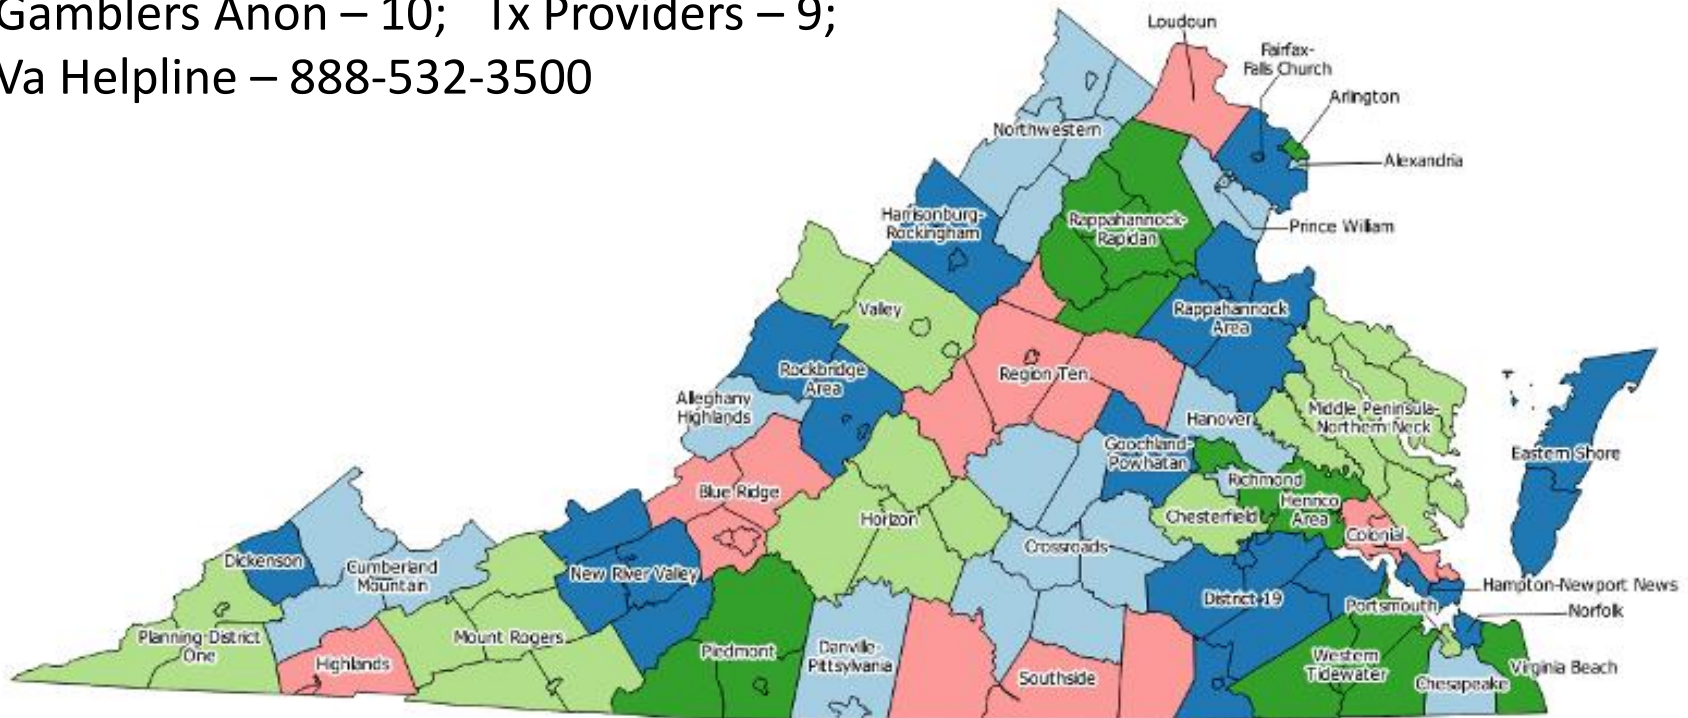 Gamblers Anon – 10;   Tx Providers – 9;
Va Helpline – 888-532-3500
Loudoun
Fairfax-
Falls Church
Arlington
Northwestern
Alexandria
Harrisonburg-
Rockingham
Rappahannock-
Rapidan
Prince William
Valley
Rappahannock
Area
Rockbridge
Area
Region Ten
Alleghany
Highlands
Hanover
Middle Peninsula-
Northern Neck
Goochland-
Powhatan
Eastern Shore
Richmond
Blue Ridge
Henrico
Area
Horizon
Chesterfield
Colonial
Crossroads
Dickenson
Cumberland
Mountain
New River Valley
Hampton-Newport News
District 19
Portsmouth
Norfolk
Planning District
One
Mount Rogers
Highlands
Piedmont
Danville-
Pittsylvania
Southside
Western
Tidewater
Virginia Beach
Chesapeake